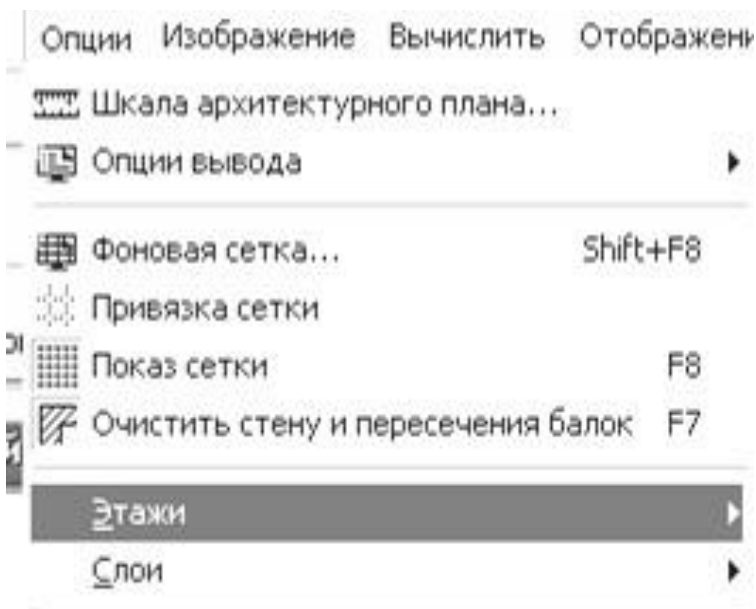 Опции Изображение Вычислить Отображени
Шкала архитектурного плана...
Опции вывода
Фоновая сетка... Shift+F8
Привязка сетки
Показ сетки F8
Очистить стену и пересечения балок F7
Этажи
Слои